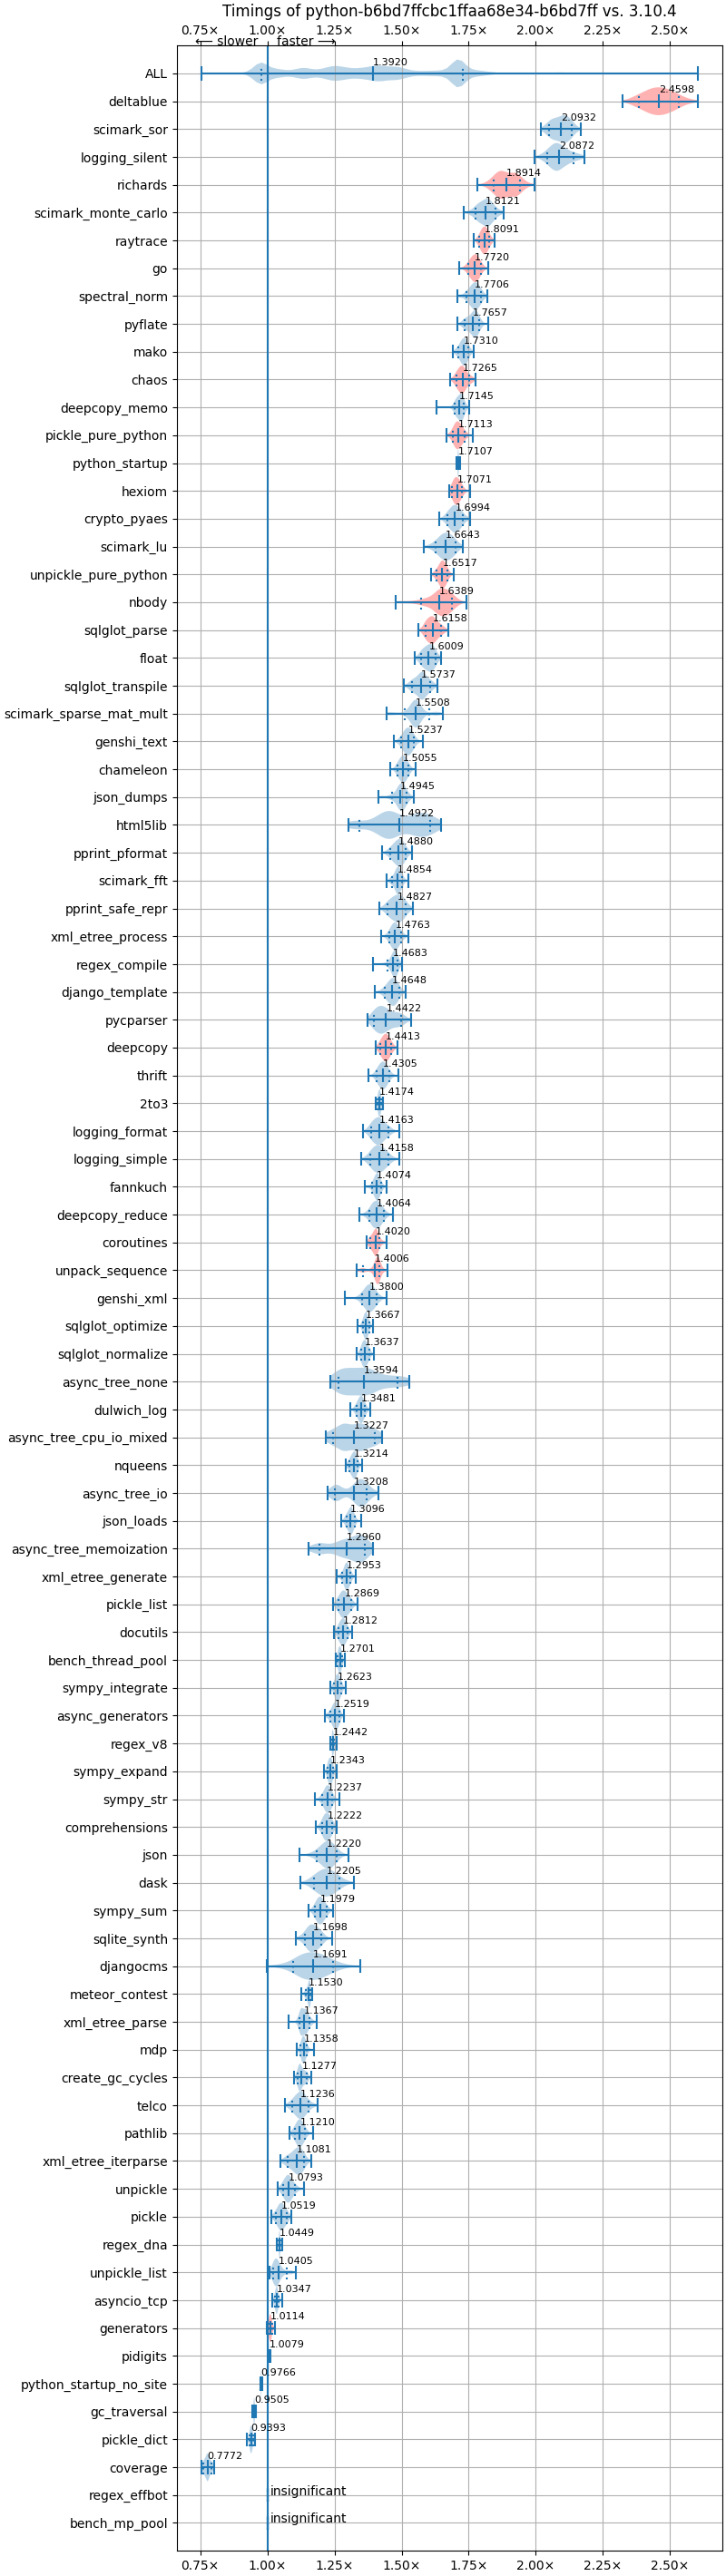 Timings of python-b6bd7ffcbc1ffaa68e34-b6bd7ff vs. 3.10.4
0.75× 1.00× 1.25× 1.50× 1.75× 2.00× 2.25× 2.50×
⟵ slower faster ⟶
ALL 1.3920
deltablue 2.4598
scimark_sor 2.0932
logging_silent 2.0872
richards 1.8914
scimark_monte_carlo 1.8121
raytrace 1.8091
go 1.7720
spectral_norm 1.7706
pyflate 1.7657
mako 1.7310
chaos 1.7265
deepcopy_memo 1.7145
pickle_pure_python 1.7113
python_startup 1.7107
hexiom 1.7071
crypto_pyaes 1.6994
scimark_lu 1.6643
unpickle_pure_python 1.6517
nbody 1.6389
sqlglot_parse 1.6158
float 1.6009
sqlglot_transpile 1.5737
scimark_sparse_mat_mult 1.5508
genshi_text 1.5237
chameleon 1.5055
json_dumps 1.4945
html5lib 1.4922
pprint_pformat 1.4880
scimark_fft 1.4854
pprint_safe_repr 1.4827
xml_etree_process 1.4763
regex_compile 1.4683
django_template 1.4648
pycparser 1.4422
deepcopy 1.4413
thrift 1.4305
2to3 1.4174
logging_format 1.4163
logging_simple 1.4158
fannkuch 1.4074
deepcopy_reduce 1.4064
coroutines 1.4020
unpack_sequence 1.4006
genshi_xml 1.3800
sqlglot_optimize 1.3667
sqlglot_normalize 1.3637
async_tree_none 1.3594
dulwich_log 1.3481
async_tree_cpu_io_mixed 1.3227
nqueens 1.3214
async_tree_io 1.3208
json_loads 1.3096
async_tree_memoization 1.2960
xml_etree_generate 1.2953
pickle_list 1.2869
docutils 1.2812
bench_thread_pool 1.2701
sympy_integrate 1.2623
async_generators 1.2519
regex_v8 1.2442
sympy_expand 1.2343
sympy_str 1.2237
comprehensions 1.2222
json 1.2220
dask 1.2205
sympy_sum 1.1979
sqlite_synth 1.1698
djangocms 1.1691
meteor_contest 1.1530
xml_etree_parse 1.1367
mdp 1.1358
create_gc_cycles 1.1277
telco 1.1236
pathlib 1.1210
xml_etree_iterparse 1.1081
unpickle 1.0793
pickle 1.0519
regex_dna 1.0449
unpickle_list 1.0405
asyncio_tcp 1.0347
generators 1.0114
pidigits 1.0079
python_startup_no_site 0.9766
gc_traversal 0.9505
pickle_dict 0.9393
coverage 0.7772
regex_effbot insignificant
bench_mp_pool insignificant
0.75× 1.00× 1.25× 1.50× 1.75× 2.00× 2.25× 2.50×